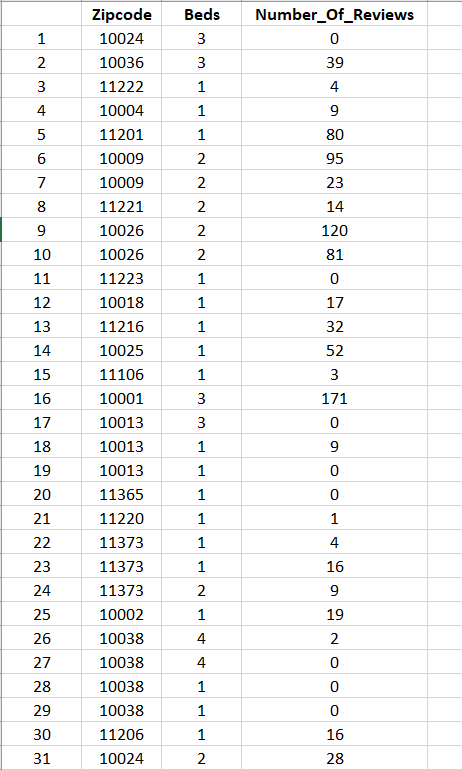 Zipcode Beds Number_Of_Reviews
1 10024 3 0
2 10036 3 39
3 11222 1 4
4 10004 1 9
5 11201 1 80
6 10009 2 95
7 10009 2 23
8 11221 2 14
9 10026 2 120
10 10026 2 81
11 11223 1 0
12 10018 1 17
13 11216 1 32
14 10025 1 52
15 11106 1 3
16 10001 3 171
17 10013 3 0
18 10013 1 9
19 10013 1 0
20 11365 1 0
21 11220 1 1
22 11373 1 4
23 11373 1 16
24 11373 2 9
25 10002 1 19
26 10038 4 2
27 10038 4 0
28 10038 1 0
29 10038 1 0
30 11206 1 16
31 10024 2 28